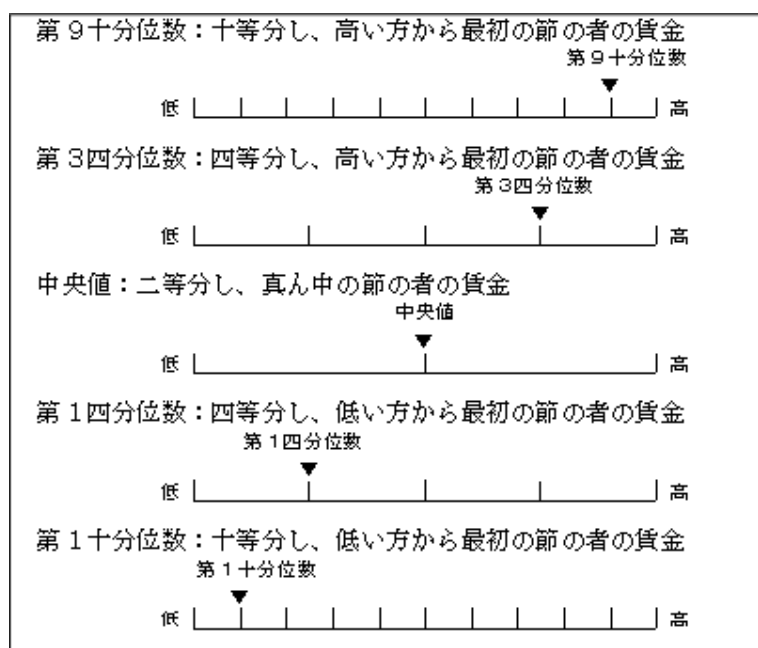 第９十分位数：十等分し、高い方から最初の節の者の賃金
第９十分位数
低 高
第３四分位数：四等分し、高い方から最初の節の者の賃金
第３四分位数
低 高
中央値：二等分し、真ん中の節の者の賃金
中央値
低 高
第１四分位数：四等分し、低い方から最初の節の者の賃金
第１四分位数
低 高
第１十分位数：十等分し、低い方から最初の節の者の賃金
第１十分位数
低 高